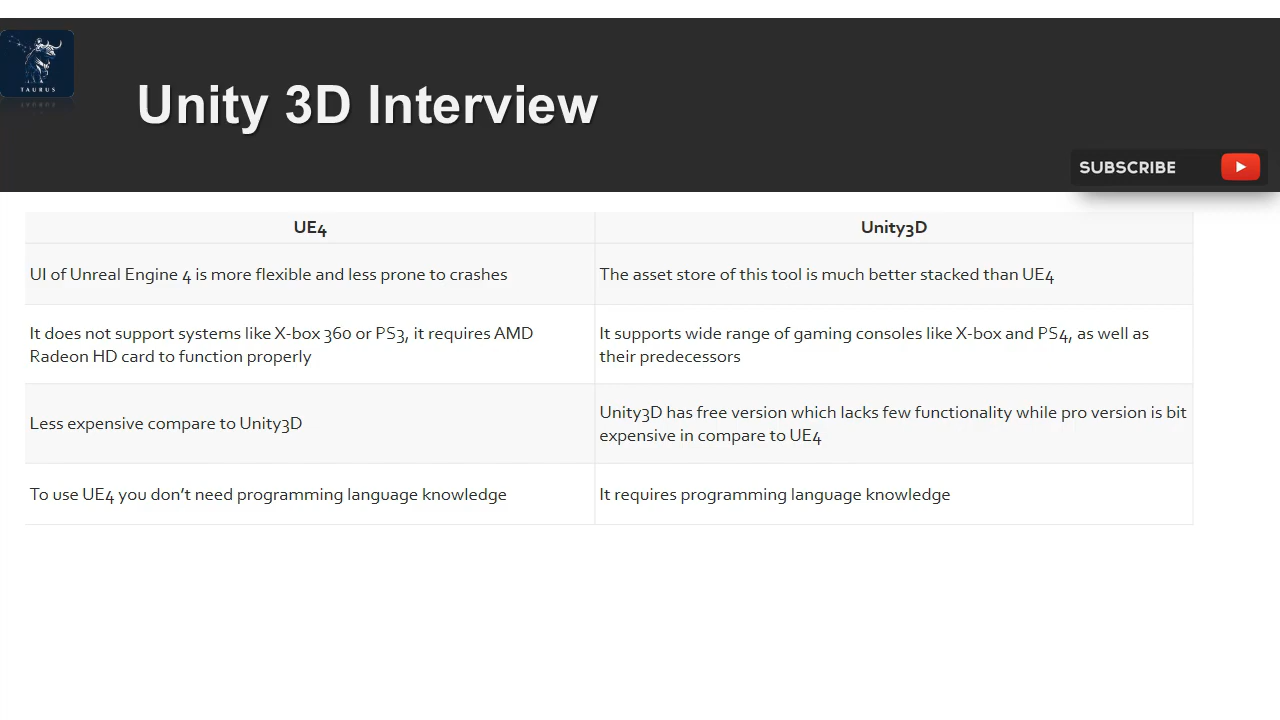 TAURUS
Unity 3D Interview
SUBSCRIBE
UE4
Unity3D
UI of Unreal Engine 4 is more flexible and less prone to crashes
The asset store of this tool is much better stacked than UE4
It does not support systems like X-box 360 or PS3, it requires AMD
Radeon HD card to function properly
It supports wide range of gaming consoles like X-box and PS4, as well as
their predecessors
Less expensive compare to Unity3D
Unity3D has free version which lacks few functionality while pro version is bit
expensive in compare to UE4
To use UE4 you don’t need programming language knowledge
It requires programming language knowledge